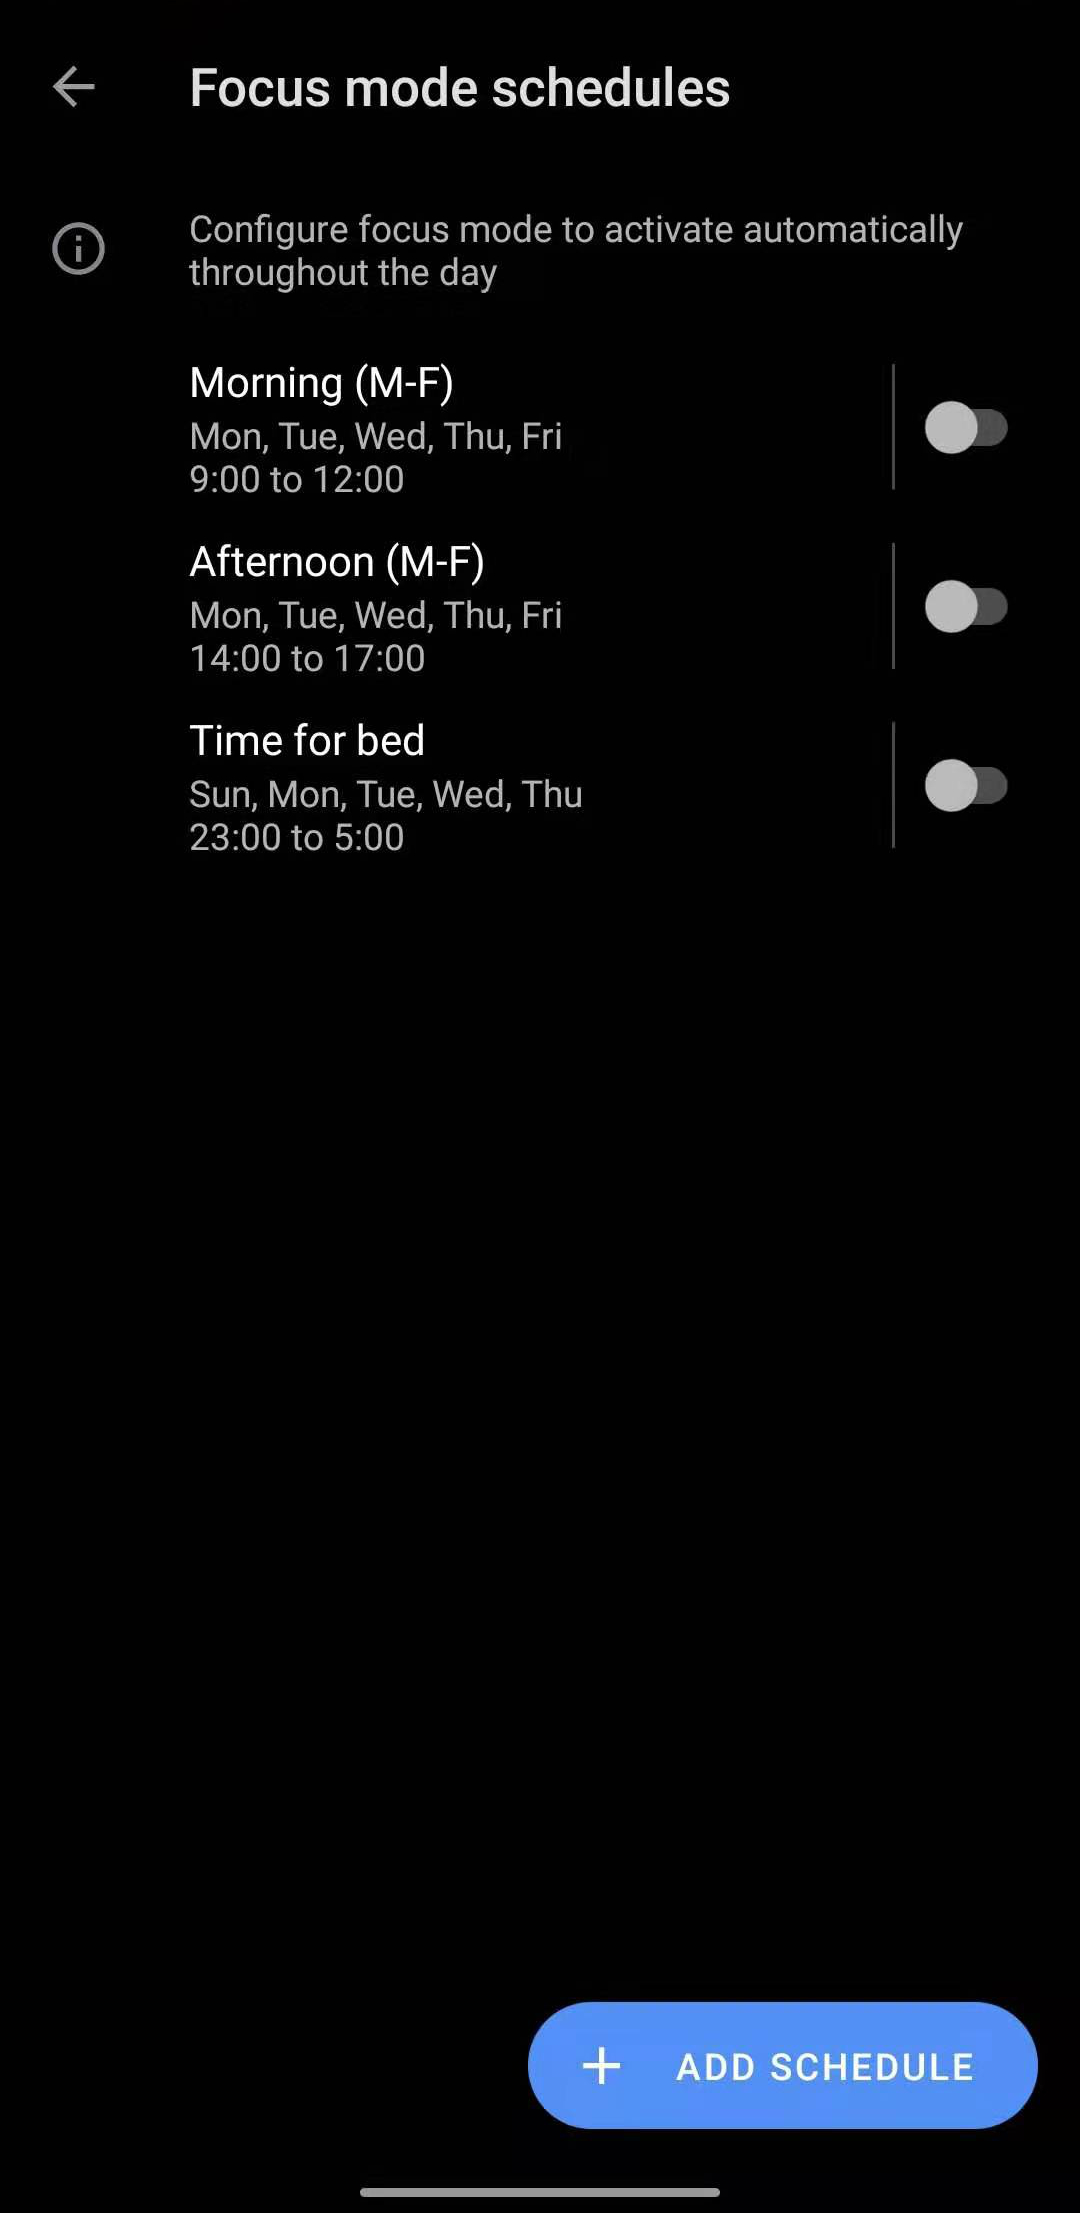 Focus mode schedules
Configure focus mode to activate automatically
throughout the day
Morning (M-F)
Mon, Tue, Wed, Thu, Fri
9:00 to 12:00
Afternoon (M-F)
Mon, Tue, Wed, Thu, Fri
14:00 to 17:00
Time for bed
Sun, Mon, Tue, Wed, Thu
23:00 to 5:00
ADD SCHEDULE